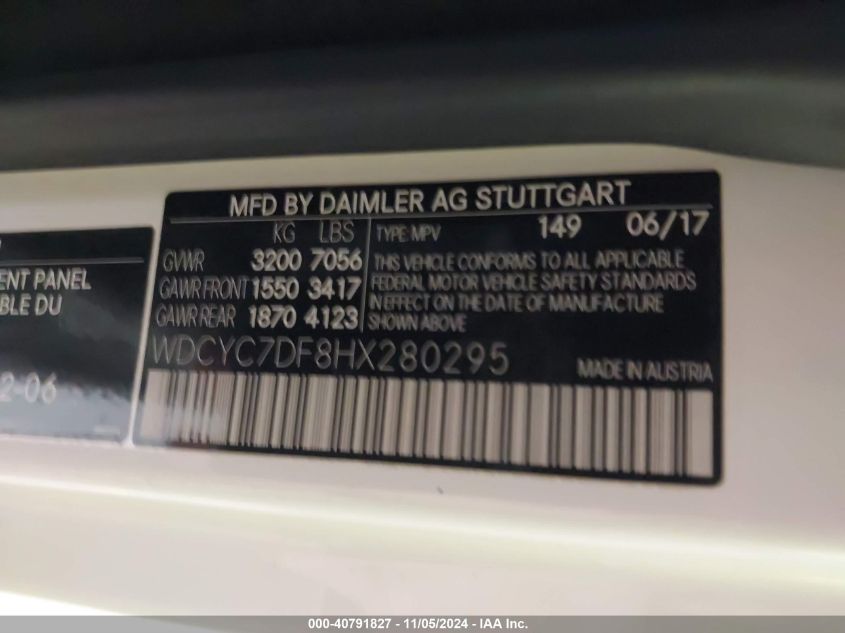 ENT PANEL
BLE DU
2-06
MFD BY DAIMLER AG STUTTGART
KG LBS
GVWR 3200 7056
GAWR FRONT 1550 3417
GAWR REAR 1870 4123
TYPE: MPV 149 06/17
THIS VEHICLE CONFORMS TO ALL APPLICABLE
FEDERAL MOTOR VEHICLE SAFETY STANDARDS
IN EFFECT ON THE DATE OF MANUFACTURE
SHOWN ABOVE.
WDCYC7DF8HX280295
MADE IN AUSTRIA
000-40791827 - 11/05/2024 - IAA Inc.